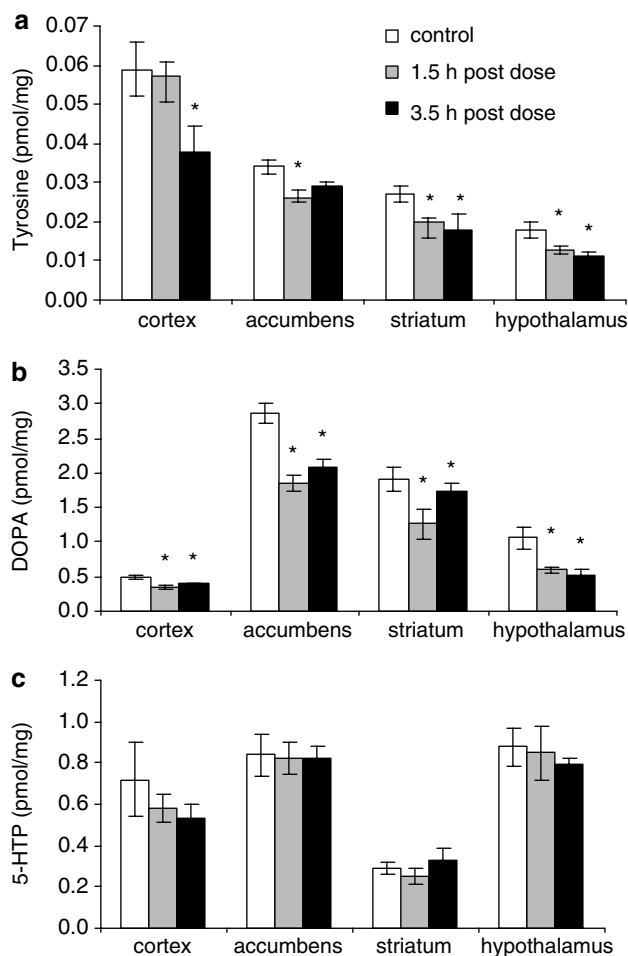 a
control
1.5 h post dose
3.5 h post dose
Tyrosine (pmol/mg)
0.07
0.06
0.05
0.04
0.03
0.02
0.01
0.00
*
* 
* *
* *
cortex accumbens striatum hypothalamus
b
DOPA (pmol/mg)
3.5
3.0
2.5
2.0
1.5
1.0
0.5
0.0
* *
* *
* *
* *
cortex accumbens striatum hypothalamus
c
5-HTP (pmol/mg)
1.2
1.0
0.8
0.6
0.4
0.2
0.0
cortex accumbens striatum hypothalamus